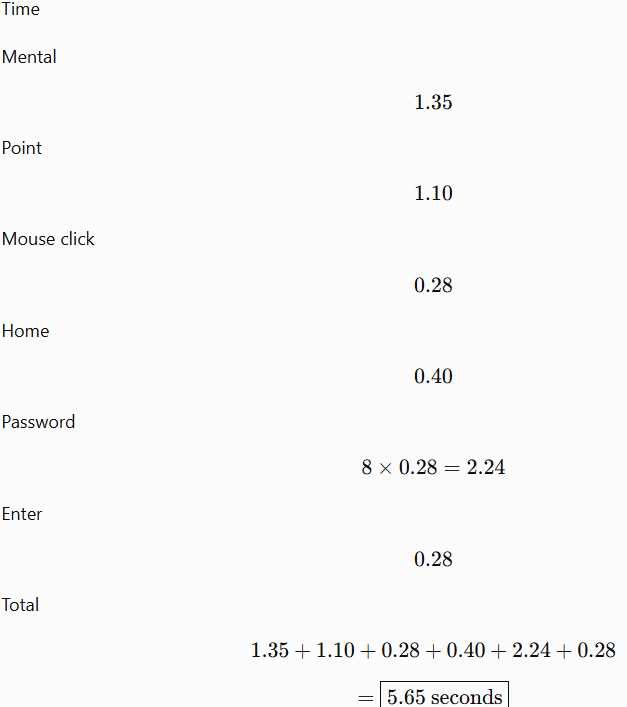 Time
Mental
1.35
Point
1.10
Mouse click
0.28
Home
0.40
Password
8 × 0.28 = 2.24
Enter
0.28
Total
1.35 + 1.10 + 0.28 + 0.40 + 2.24 + 0.28
= 5.65 seconds